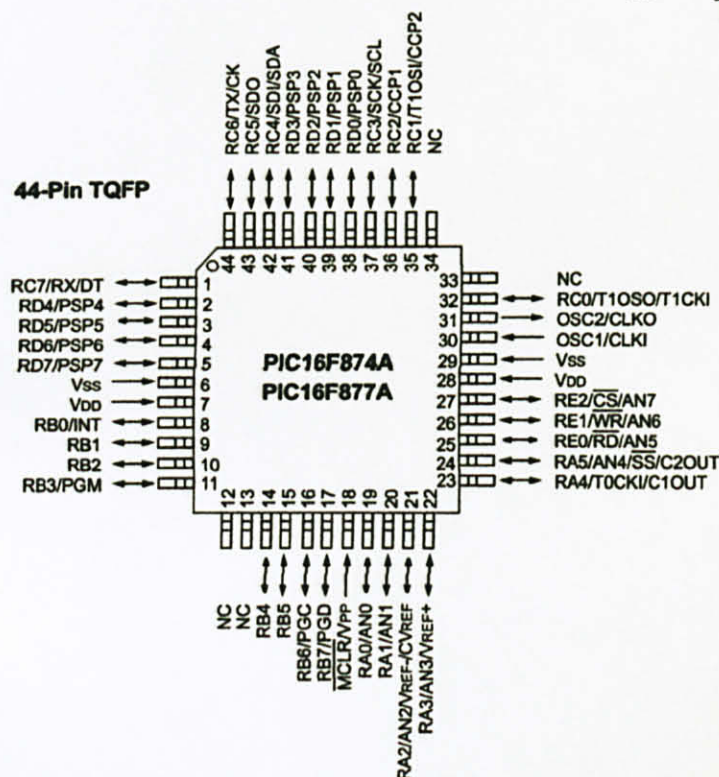 44-Pin TQFP
RC6/TX/CK
RC5/SDO
RC4/SDI/SDA
RD3/PSP3
RD2/PSP2
RD1/PSP1
RD0/PSP0
RC3/SCK/SCL
RC2/CCP1
RC1/T1OSI/CCP2
NC
44
43
42
41
40
39
38
37
36
35
34
RC7/RX/DT 1
RD4/PSP4 2
RD5/PSP5 3
RD6/PSP6 4
RD7/PSP7 5
VSS 6
VDD 7
RB0/INT 8
RB1 9
RB2 10
RB3/PGM 11
PIC16F874A
PIC16F877A
33 NC
32 RC0/T1OSO/T1CKI
31 OSC2/CLKO
30 OSC1/CLKI
29 VSS
28 VDD
27 RE2/CS/AN7
26 RE1/WR/AN6
25 RE0/RD/AN5
24 RA5/AN4/SS/C2OUT
23 RA4/T0CKI/C1OUT
12
13
14
15
16
17
18
19
20
21
22
NC
NC
RB4
RB5
RB6/PGC
RB7/PGD
MCLR/VPP
RA0/AN0
RA1/AN1
RA2/AN2/VREF-/CVREF
RA3/AN3/VREF+